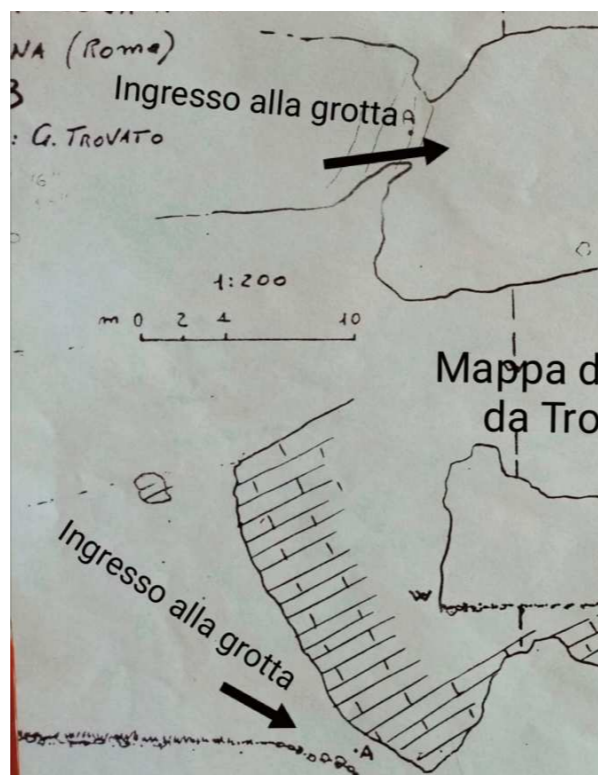 NA (Roma)
3
Ingresso alla grotta
A
: G. TROVATO
1:200
m 0 2 4 10
Mappa d
da Tro
Ingresso alla grotta
W
A